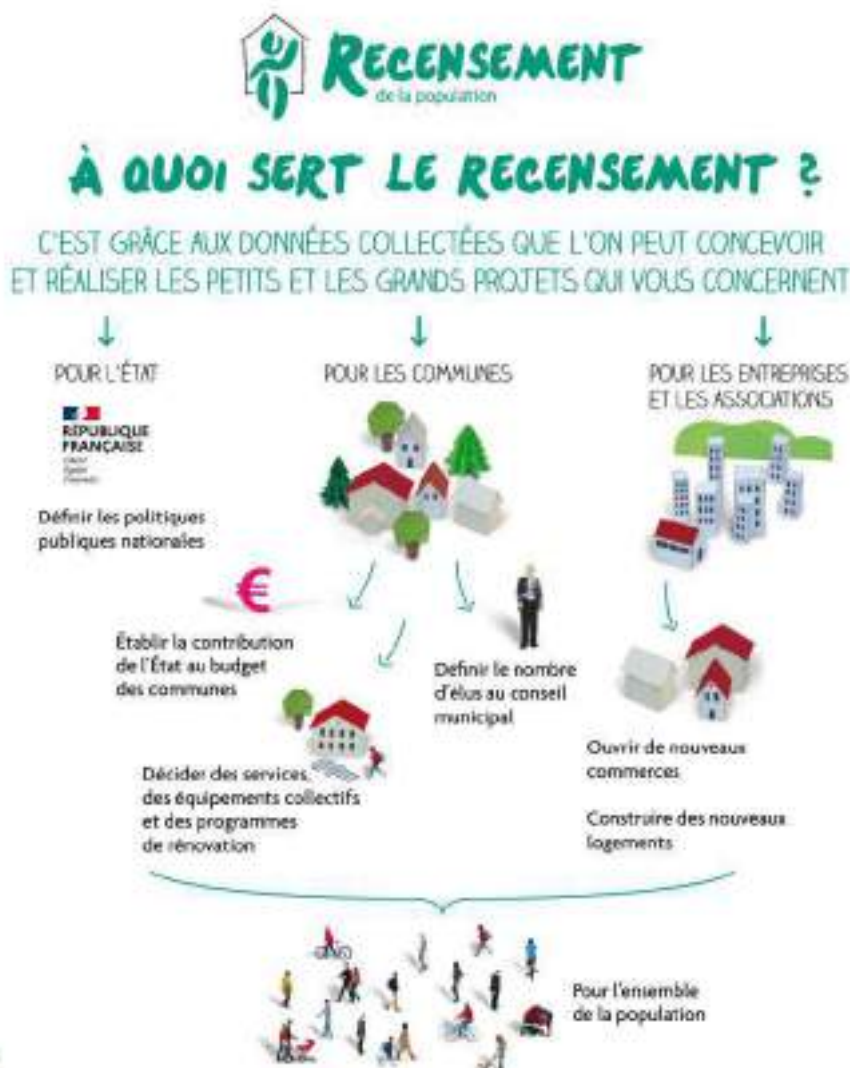 RECENSEMENT
de la population
À QUOI SERT LE RECENSEMENT ?
C'EST GRÂCE AUX DONNÉES COLLECTÉES QUE L'ON PEUT CONCEVOIR
ET RÉALISER LES PETITS ET LES GRANDS PROJETS QUI VOUS CONCERNENT
POUR L'ÉTAT
RÉPUBLIQUE
FRANÇAISE
Définir les politiques
publiques nationales
POUR LES COMMUNES
€
Établir la contribution
de l'État au budget
des communes
Définir le nombre
d'élus au conseil
municipal
Décider des services,
des équipements collectifs
et des programmes
de rénovation
POUR LES ENTREPRISES
ET LES ASSOCIATIONS
Ouvrir de nouveaux
commerces
Construire des nouveaux
logements
Pour l'ensemble
de la population